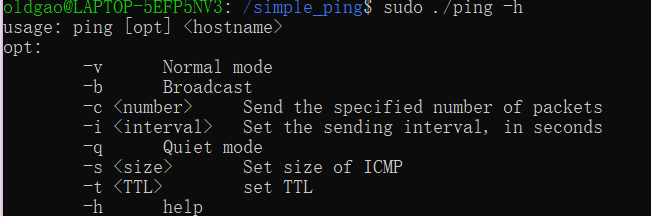 oldgao@LAPTOP-5EFP5NV3: /simple_ping$ sudo ./ping -h
usage: ping [opt] <hostname>
opt:
-v Normal mode
-b Broadcast
-c <number> Send the specified number of packets
-i <interval> Set the sending interval, in seconds
-q Quiet mode
-s <size> Set size of ICMP
-t <TTL> set TTL
-h help